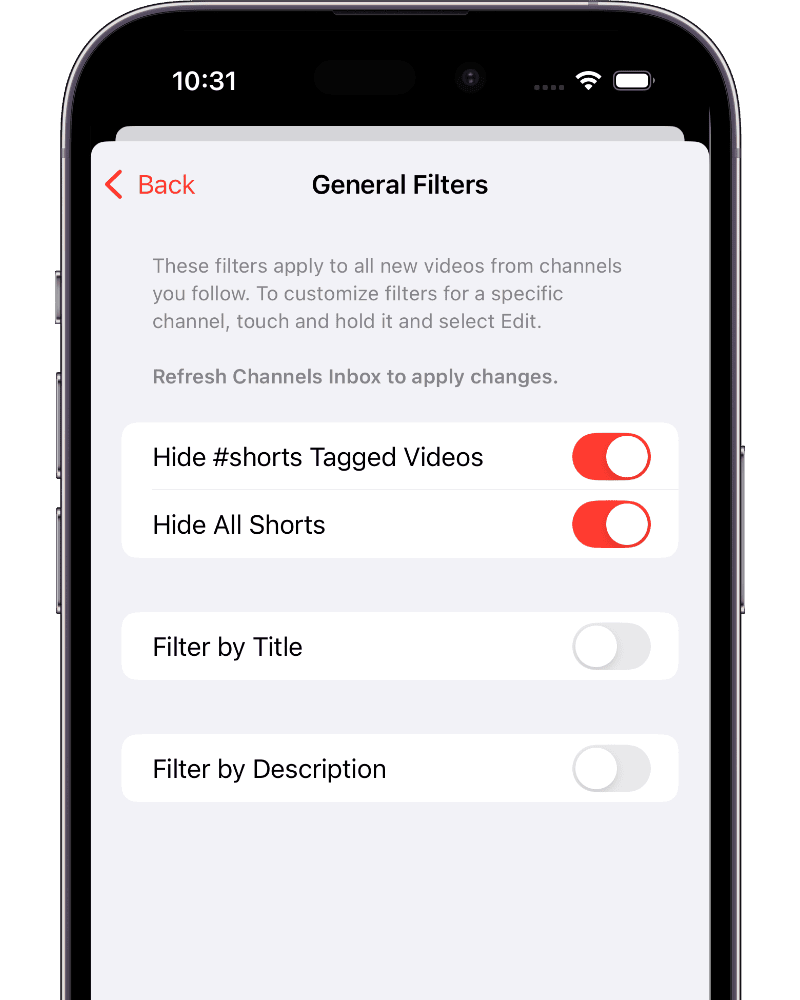 10:31
Back
General Filters
These filters apply to all new videos from channels
you follow. To customize filters for a specific
channel, touch and hold it and select Edit.
Refresh Channels Inbox to apply changes.
Hide #shorts Tagged Videos
Hide All Shorts
Filter by Title
Filter by Description